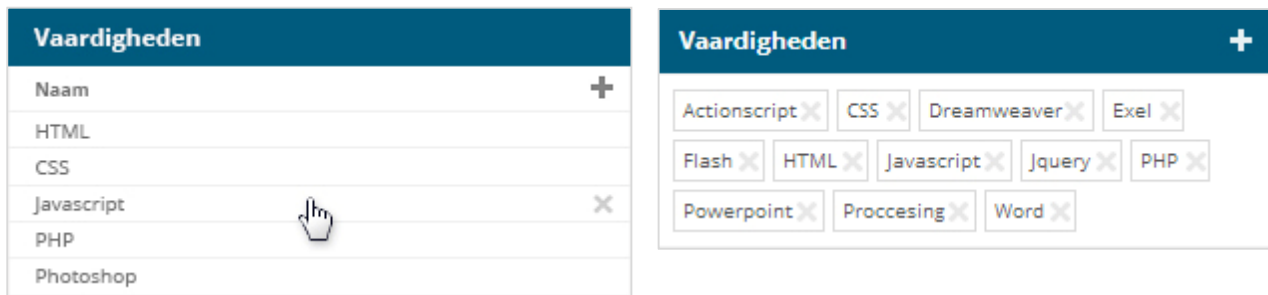 Vaardigheden
Naam
HTML
CSS
Javascript
PHP
Photoshop
Vaardigheden
Actionscript CSS Dreamweaver Exel
Flash HTML Javascript Jquery PHP
Powerpoint Proccesing Word